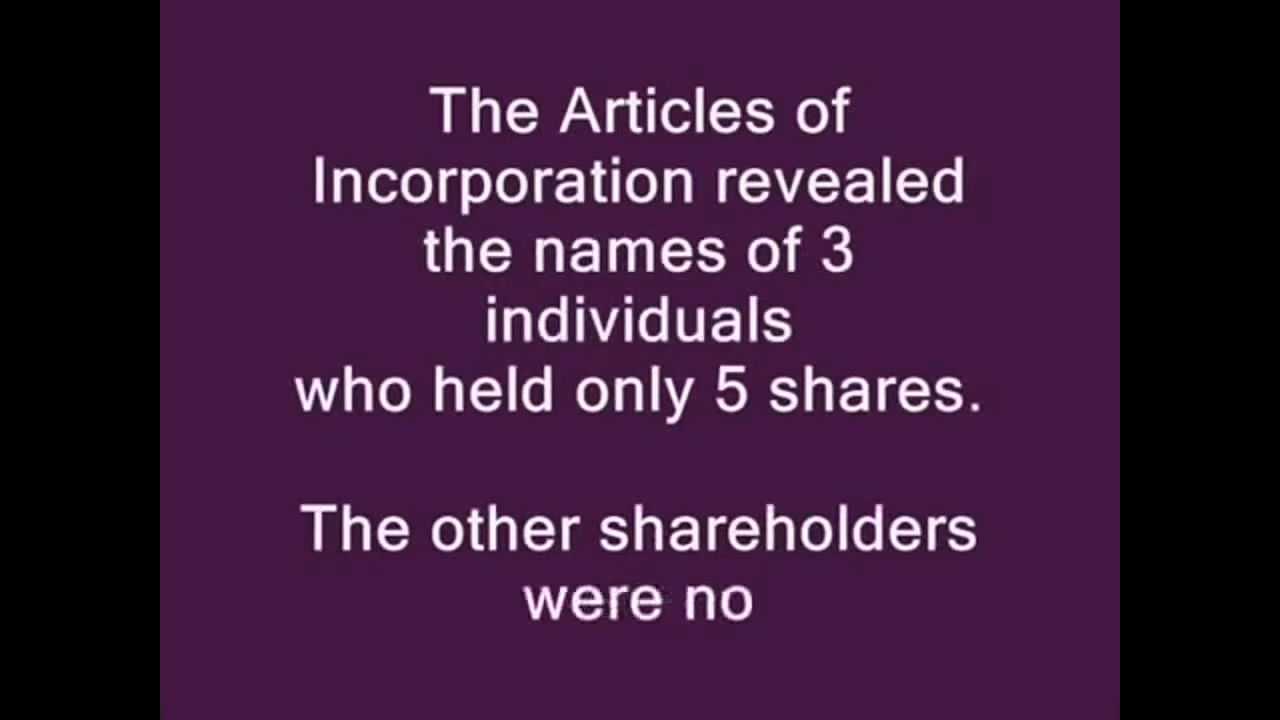 The Articles of
Incorporation revealed
the names of 3
individuals
who held only 5 shares.
The other shareholders
were no